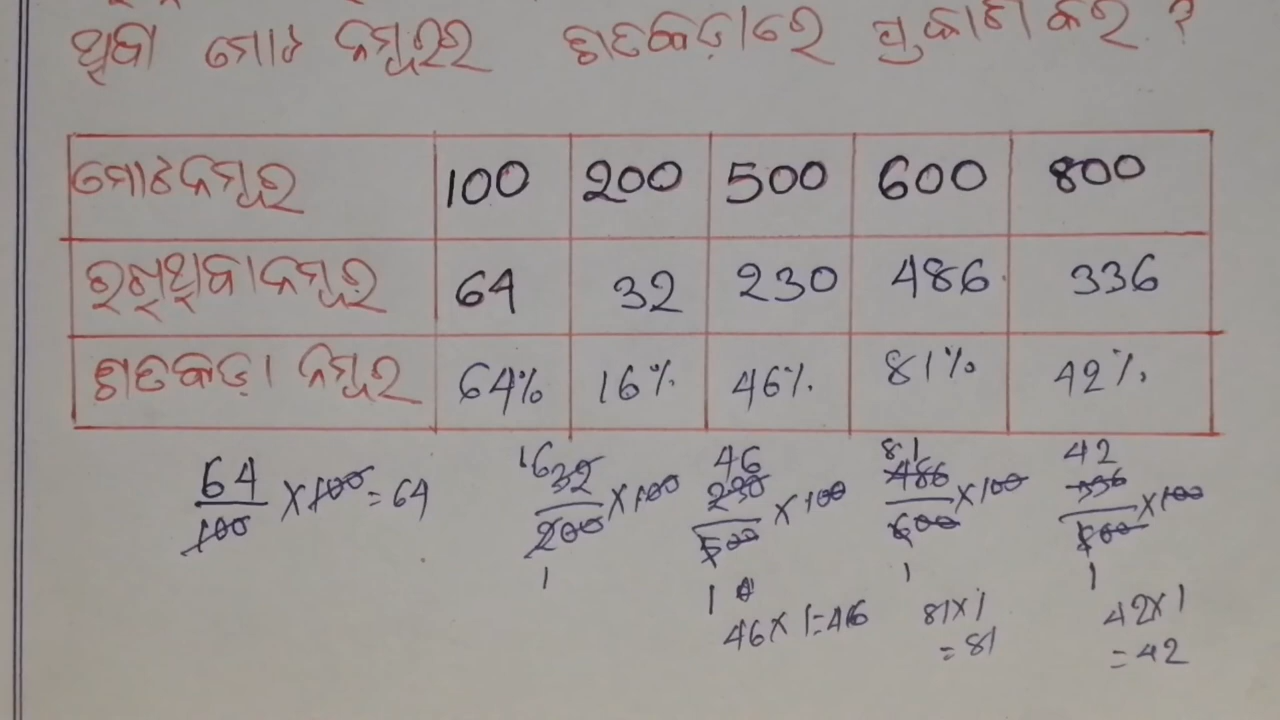 ଥିବା ମୋଟ ନମ୍ବରର ଶତକଡ଼ାରେ ପ୍ରକାଶ କର ?
ମୋଟନମ୍ବର 100 200 500 600 800
ରଖିଥିବା ନମ୍ବର 64 32 230 486 336
ଶତକଡ଼ା ନମ୍ବର 64% 16% 46% 81% 42%
16 46 81 42
64/100 × 100 = 64 32/200 × 100 230/500 × 100 486/600 × 100 336/800 × 100
1 1 1 1
46 × 1 = 46 81 × 1 42 × 1
= 81 = 42